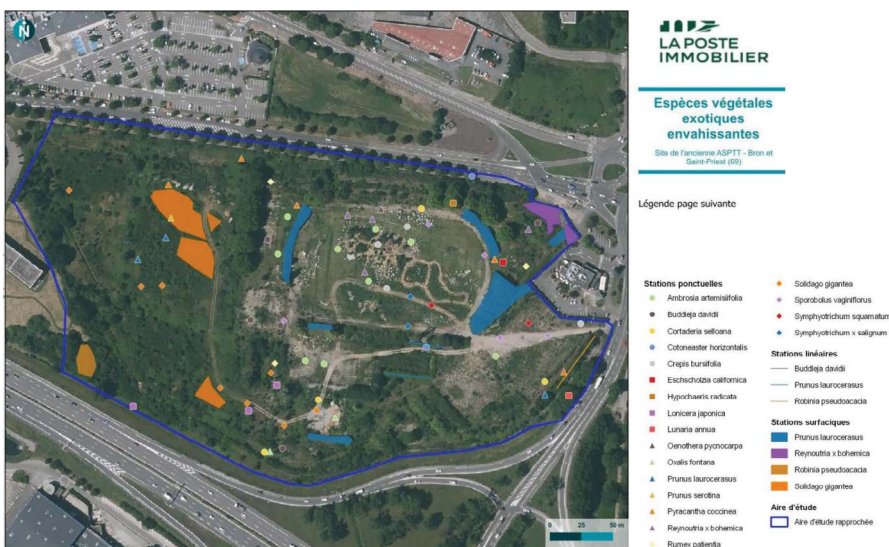 N
LA POSTE
IMMOBILIER
Espèces végétales
exotiques
envahissantes
Site de l'ancienne ASPTT - Bron et
Saint-Priest (69)
Légende page suivante
Stations ponctuelles
Ambrosia artemisiifolia
Buddleja davidii
Cortaderia selloana
Cotoneaster horizontalis
Crepis bursifolia
Eschscholzia californica
Hypochaeris radicata
Lonicera japonica
Lunaria annua
Oenothera pycnocarpa
Oxalis fontana
Prunus laurocerasus
Prunus serotina
Pyracantha coccinea
Reynoutria x bohemica
Rumex patientia
Solidago gigantea
Sporobolus vaginiflorus
Symphyotrichum squamatum
Symphyotrichum x salignum
Stations linéaires
Buddleja davidii
Prunus laurocerasus
Robinia pseudoacacia
Stations surfaciques
Prunus laurocerasus
Reynoutria x bohemica
Robinia pseudoacacia
Solidago gigantea
Aire d'étude
Aire d'étude rapprochée
0 25 50 m